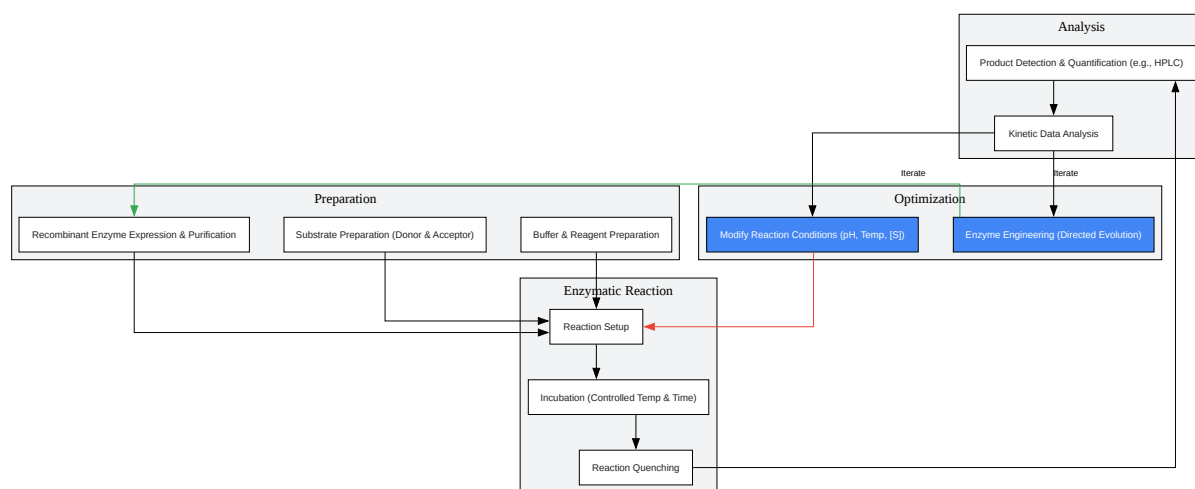 Analysis
Product Detection & Quantification (e.g., HPLC)
Kinetic Data Analysis
Iterate
Iterate
Preparation
Optimization
Recombinant Enzyme Expression & Purification
Substrate Preparation (Donor & Acceptor)
Buffer & Reagent Preparation
Modify Reaction Conditions (pH, Temp, [S])
Enzyme Engineering (Directed Evolution)
Enzymatic Reaction
Reaction Setup
Incubation (Controlled Temp & Time)
Reaction Quenching